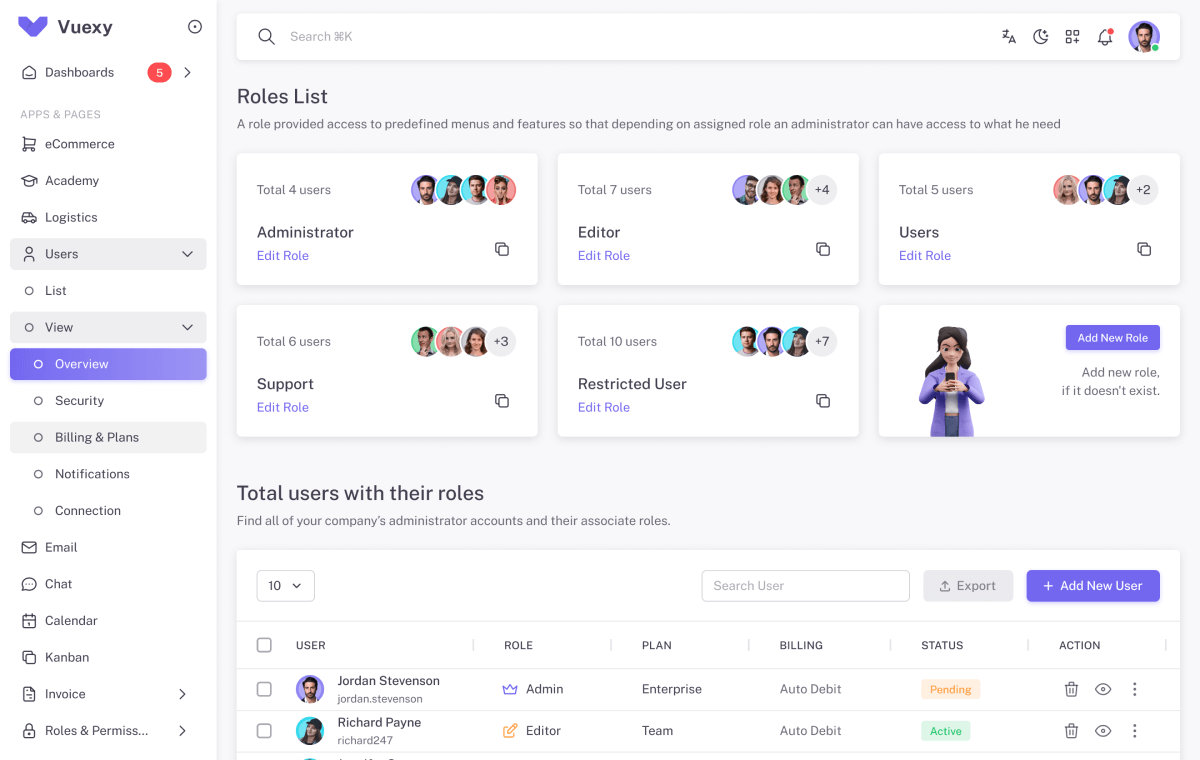 Vuexy
Dashboards 5
APPS & PAGES
eCommerce
Academy
Logistics
Users
List
View
Overview
Security
Billing & Plans
Notifications
Connection
Email
Chat
Calendar
Kanban
Invoice
Roles & Permiss...
Search ⌘K
Roles List
A role provided access to predefined menus and features so that depending on assigned role an administrator can have access to what he need
Total 4 users
Administrator
Edit Role
Total 7 users +4
Editor
Edit Role
Total 5 users +2
Users
Edit Role
Total 6 users +3
Support
Edit Role
Total 10 users +7
Restricted User
Edit Role
Add New Role
Add new role,
if it doesn't exist.
Total users with their roles
Find all of your company's administrator accounts and their associate roles.
10 Search User Export Add New User
USER ROLE PLAN BILLING STATUS ACTION
Jordan Stevenson
jordan.stevenson
Admin Enterprise Auto Debit Pending
Richard Payne
richard247
Editor Team Auto Debit Active